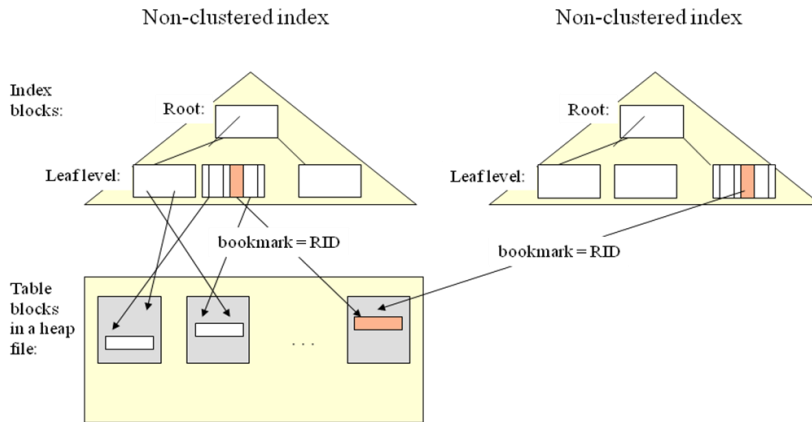 Non-clustered index
Non-clustered index
Index
blocks:
Root:
Root:
Leaf level:
Leaf level:
bookmark = RID
bookmark = RID
Table
blocks
in a heap
file:
. . .